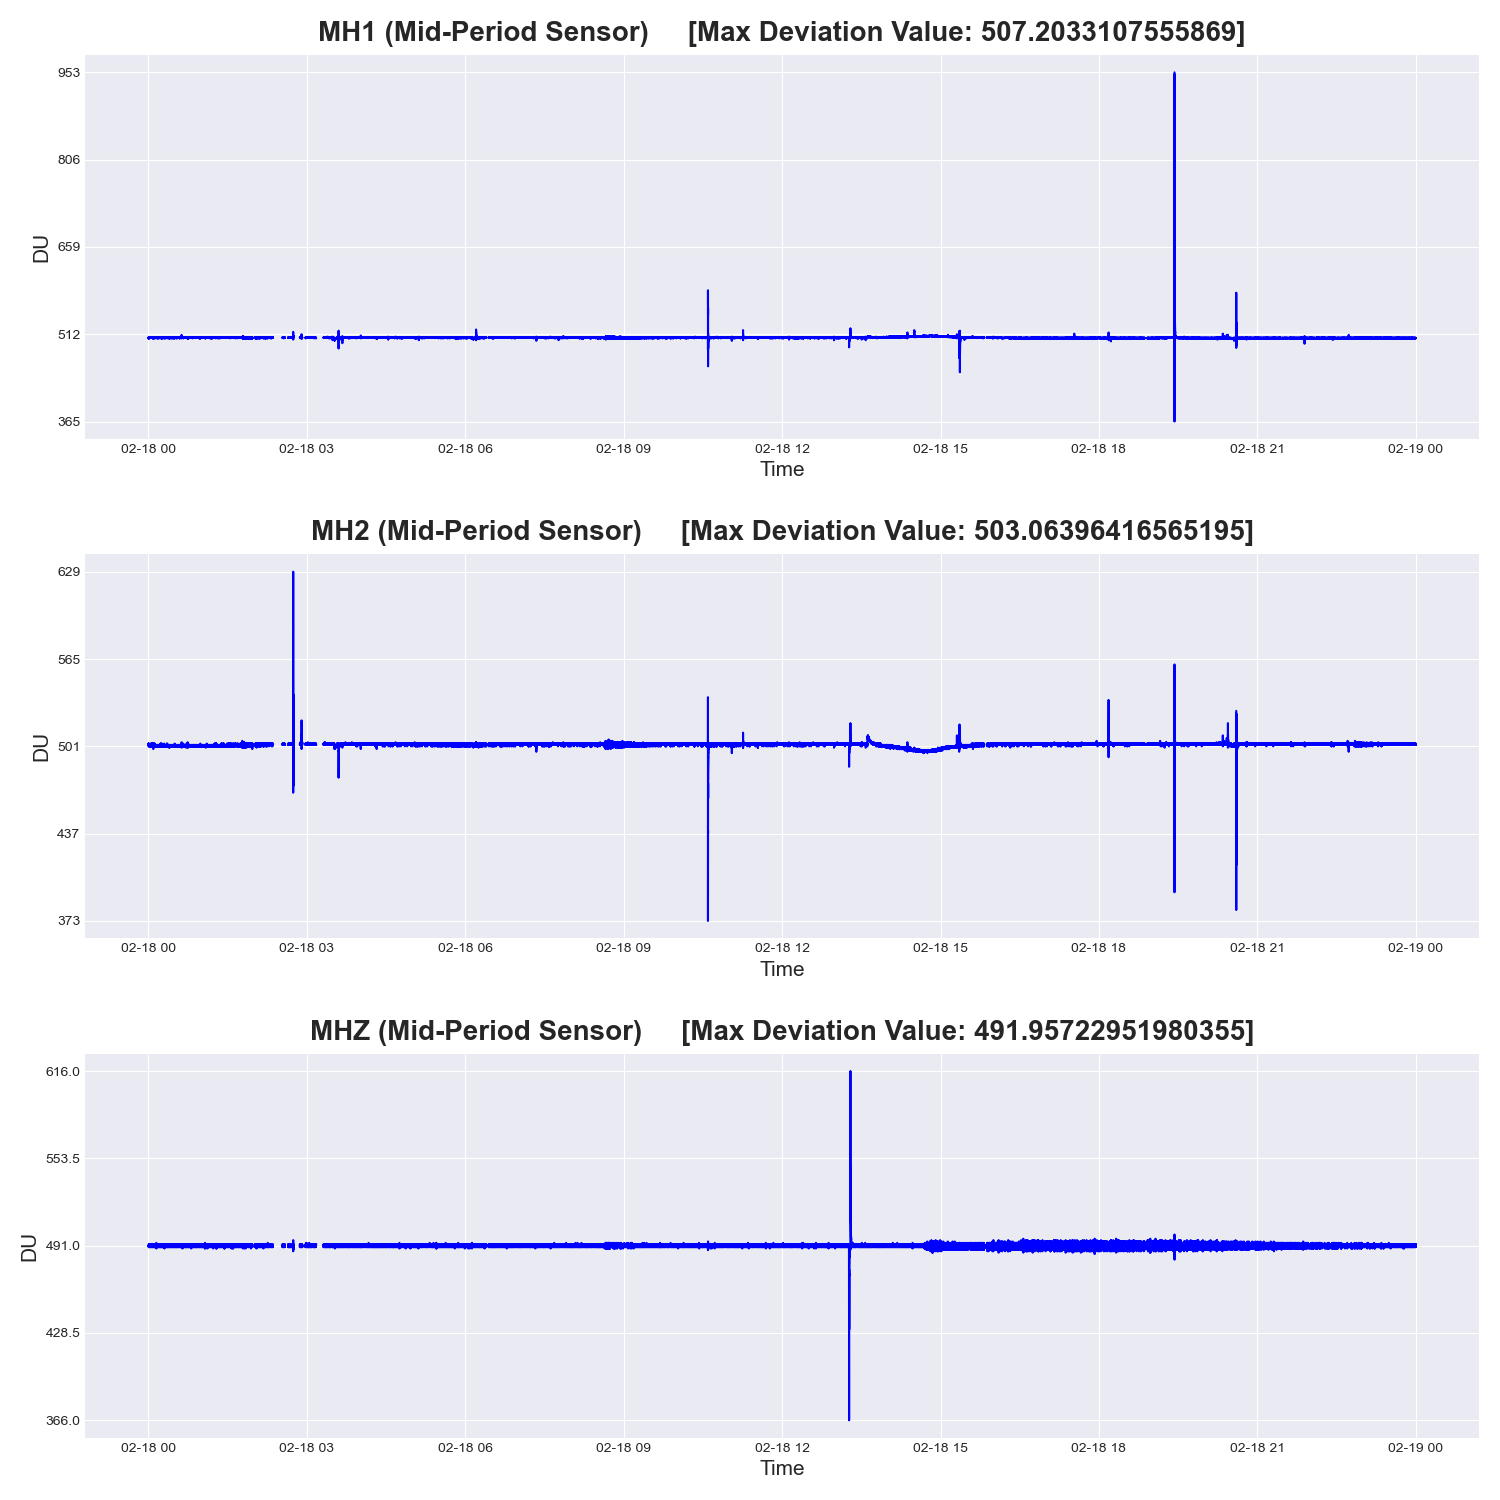 MH1 (Mid-Period Sensor)     [Max Deviation Value: 507.2033107555869]
953
806
659
512
365
DU
02-18 00 02-18 03 02-18 06 02-18 09 02-18 12 02-18 15 02-18 18 02-18 21 02-19 00
Time
MH2 (Mid-Period Sensor)     [Max Deviation Value: 503.06396416565195]
629
565
501
437
373
DU
02-18 00 02-18 03 02-18 06 02-18 09 02-18 12 02-18 15 02-18 18 02-18 21 02-19 00
Time
MHZ (Mid-Period Sensor)     [Max Deviation Value: 491.95722951980355]
616.0
553.5
491.0
428.5
366.0
DU
02-18 00 02-18 03 02-18 06 02-18 09 02-18 12 02-18 15 02-18 18 02-18 21 02-19 00
Time